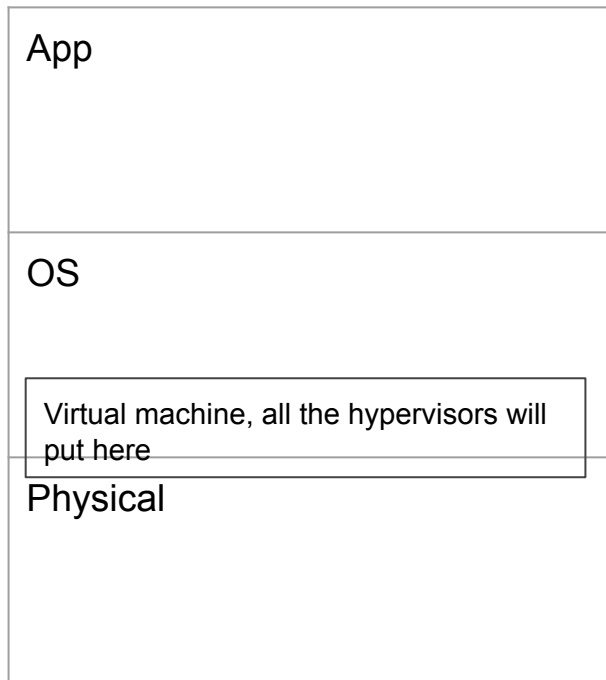 App
OS
Virtual machine, all the hypervisors will
put here
Physical